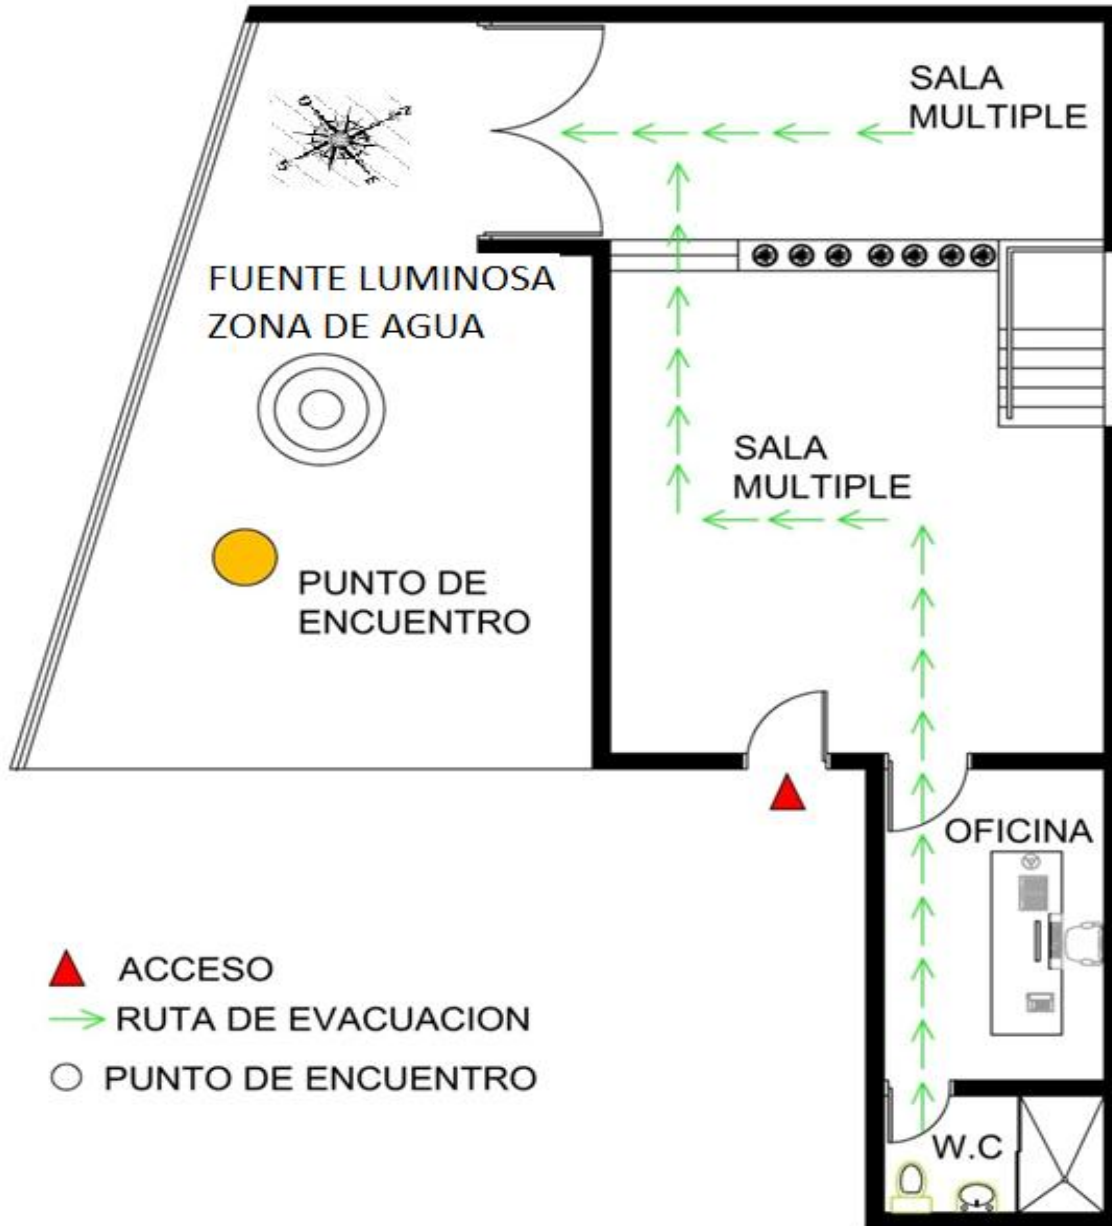 SALA
MULTIPLE
O
N
S
E
FUENTE LUMINOSA
ZONA DE AGUA
SALA
MULTIPLE
PUNTO DE
ENCUENTRO
OFICINA
ACCESO
RUTA DE EVACUACION
PUNTO DE ENCUENTRO
W.C